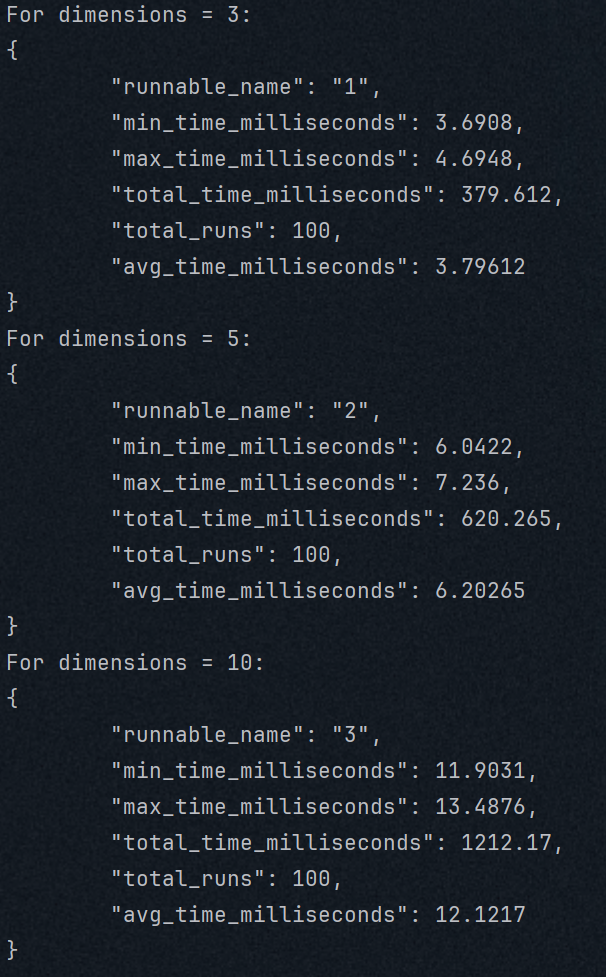 For dimensions = 3:
{
"runnable_name": "1",
"min_time_milliseconds": 3.6908,
"max_time_milliseconds": 4.6948,
"total_time_milliseconds": 379.612,
"total_runs": 100,
"avg_time_milliseconds": 3.79612
}
For dimensions = 5:
{
"runnable_name": "2",
"min_time_milliseconds": 6.0422,
"max_time_milliseconds": 7.236,
"total_time_milliseconds": 620.265,
"total_runs": 100,
"avg_time_milliseconds": 6.20265
}
For dimensions = 10:
{
"runnable_name": "3",
"min_time_milliseconds": 11.9031,
"max_time_milliseconds": 13.4876,
"total_time_milliseconds": 1212.17,
"total_runs": 100,
"avg_time_milliseconds": 12.1217
}